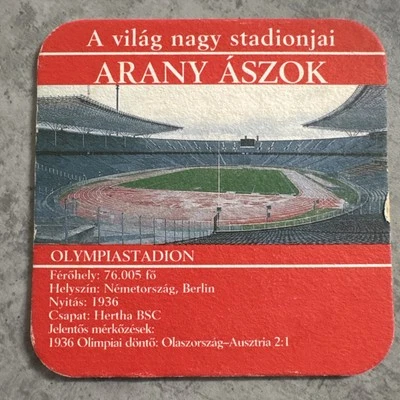 A világ nagy stadionjai
ARANY ÁSZOK
OLYMPIASTADION
Férőhely: 76.005 fő
Helyszín: Németország, Berlin
Nyitás: 1936
Csapat: Hertha BSC
Jelentős mérkőzések:
1936 Olimpiai döntő: Olaszország–Ausztria 2:1